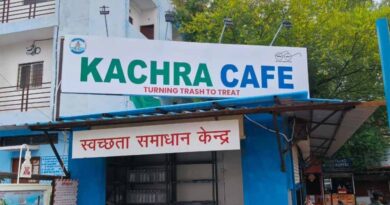 KACHRA CAFE
TURNING TRASH TO TREAT
स्वच्छता समाधान केन्द्र